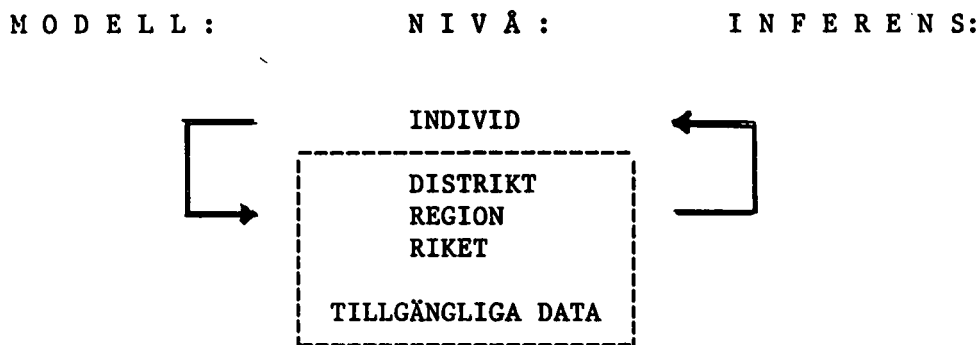 M O D E L L : N I V Å : I N F E R E N S:
INDIVID
DISTRIKT
REGION
RIKET
TILLGÄNGLIGA DATA